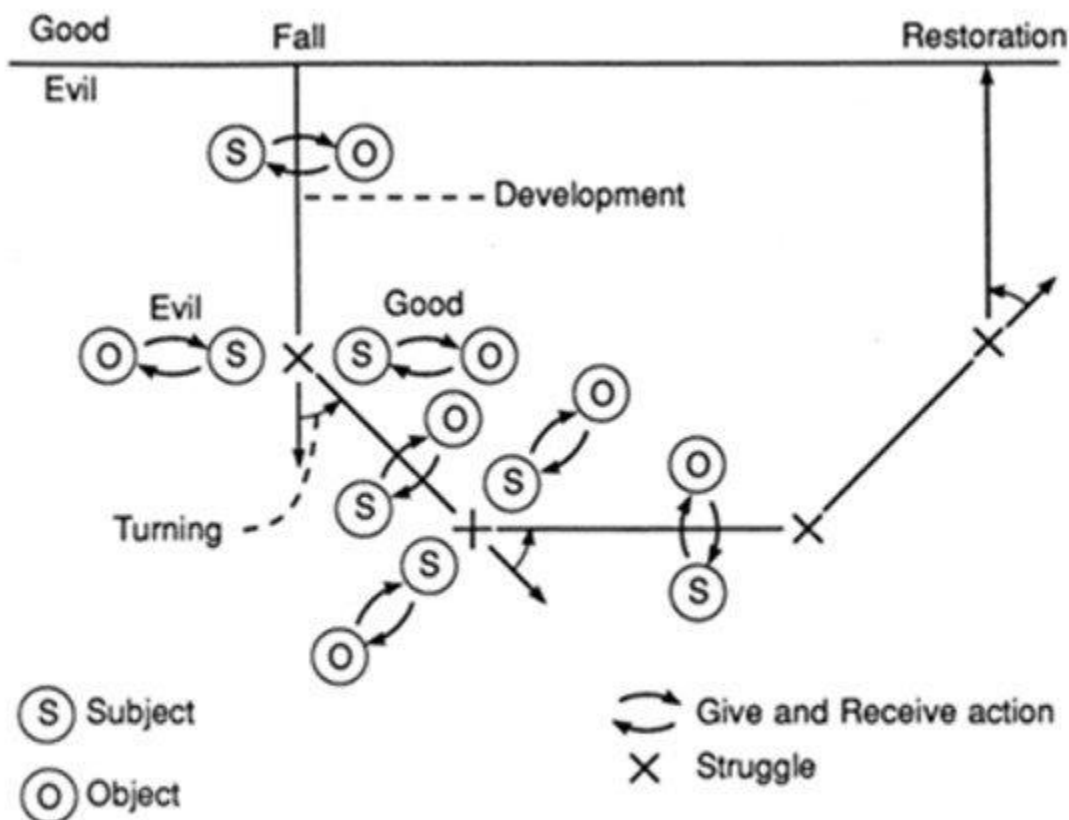 Good
Fall
Restoration
Evil
S
O
Development
Evil
Good
O
S
S
O
O
O
S
S
O
Turning
S
S
O
S Subject
Give and Receive action
Struggle
O Object